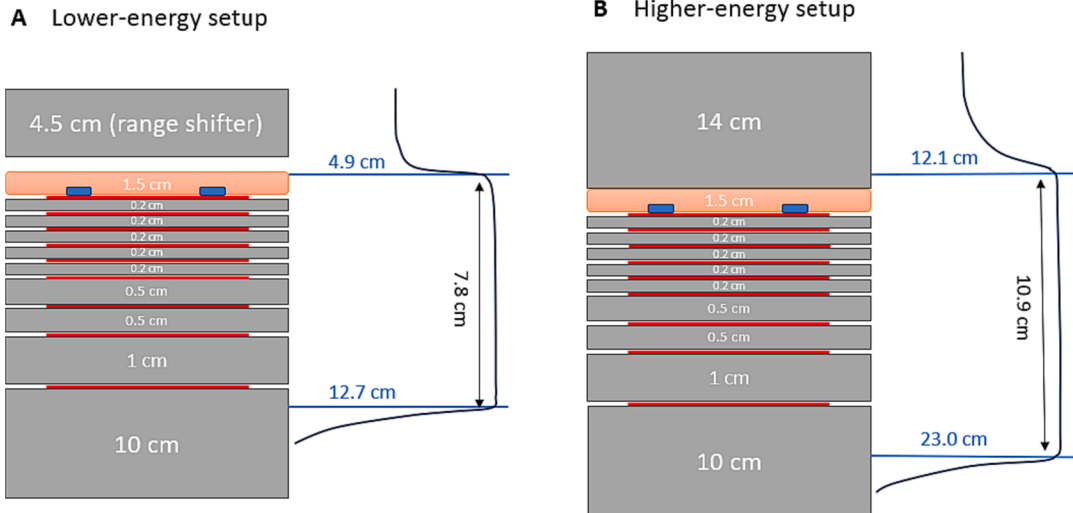 A Lower-energy setup
4.5 cm (range shifter)
4.9 cm
1.5 cm
0.2 cm
0.2 cm
0.2 cm
0.2 cm
0.2 cm
0.5 cm
0.5 cm
1 cm
10 cm
7.8 cm
12.7 cm
B Higher-energy setup
14 cm
12.1 cm
1.5 cm
0.2 cm
0.2 cm
0.2 cm
0.2 cm
0.2 cm
0.5 cm
0.5 cm
1 cm
10 cm
10.9 cm
23.0 cm